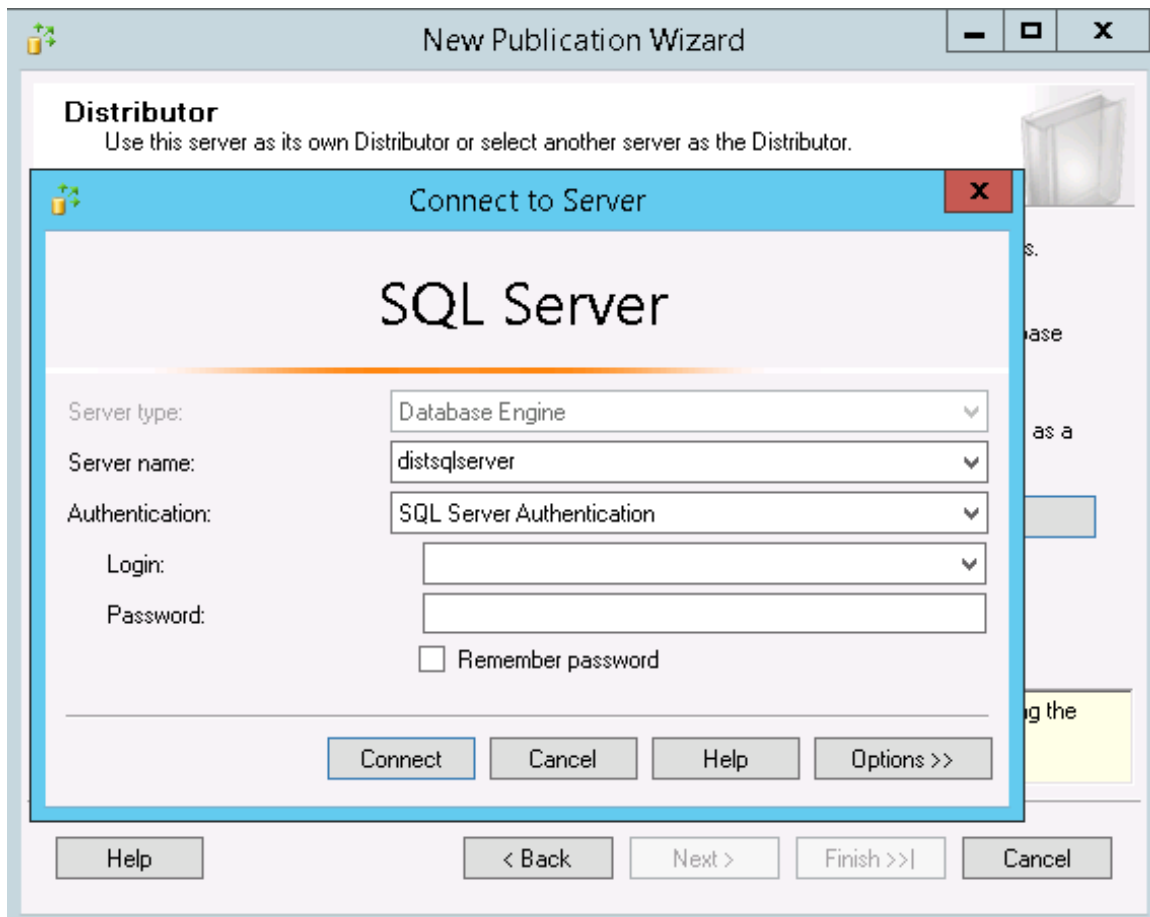 New Publication Wizard
Distributor
Use this server as its own Distributor or select another server as the Distributor.
Connect to Server
SQL Server
Server type: Database Engine
Server name: distsqlserver
Authentication: SQL Server Authentication
Login:
Password:
Remember password
as a
g the
Connect Cancel Help Options >>
Help < Back Next > Finish >>| Cancel